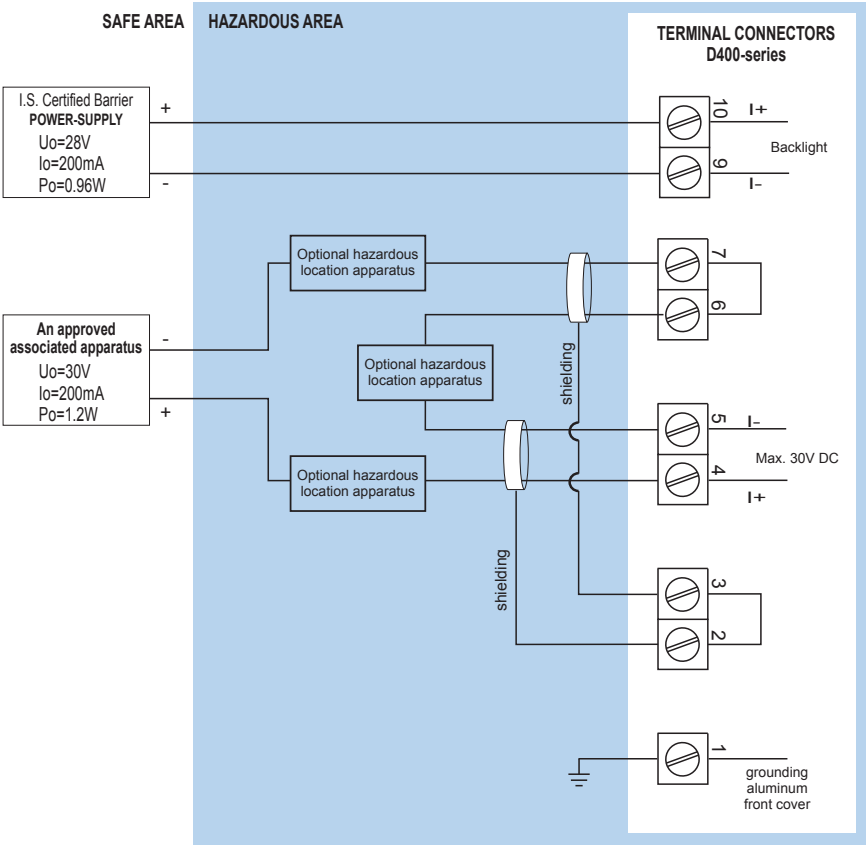 SAFE AREA
HAZARDOUS AREA
TERMINAL CONNECTORS
D400-series
I.S. Certified Barrier
POWER-SUPPLY
Uo=28V
Io=200mA
Po=0.96W
+
-
10
I+
Backlight
9
I-
Optional hazardous
location apparatus
7
6
An approved
associated apparatus
Uo=30V
Io=200mA
Po=1.2W
-
+
Optional hazardous
location apparatus
shielding
5
I-
Max. 30V DC
4
I+
Optional hazardous
location apparatus
shielding
3
2
1
grounding
aluminum
front cover